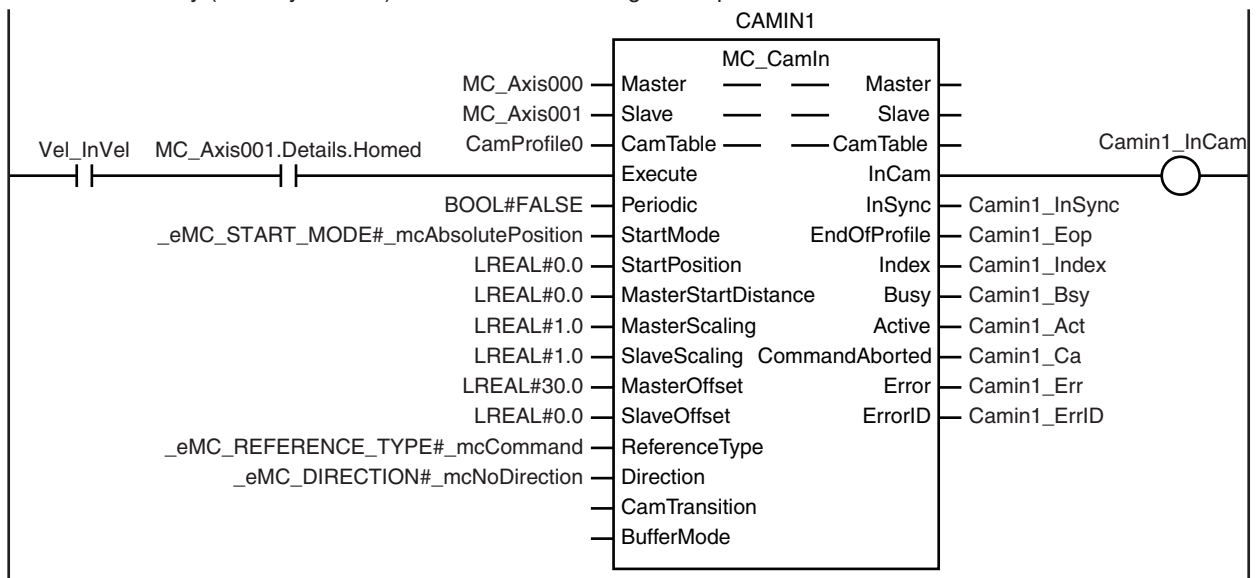 CAMIN1
MC_CamIn
MC_Axis000 Master Master
MC_Axis001 Slave Slave
CamProfile0 CamTable CamTable
Vel_InVel MC_Axis001.Details.Homed Execute InCam Camin1_InCam
BOOL#FALSE Periodic InSync Camin1_InSync
_eMC_START_MODE#_mcAbsolutePosition StartMode EndOfProfile Camin1_Eop
LREAL#0.0 StartPosition Index Camin1_Index
LREAL#0.0 MasterStartDistance Busy Camin1_Bsy
LREAL#1.0 MasterScaling Active Camin1_Act
LREAL#1.0 SlaveScaling CommandAborted Camin1_Ca
LREAL#30.0 MasterOffset Error Camin1_Err
LREAL#0.0 SlaveOffset ErrorID Camin1_ErrID
_eMC_REFERENCE_TYPE#_mcCommand ReferenceType
_eMC_DIRECTION#_mcNoDirection Direction
CamTransition
BufferMode